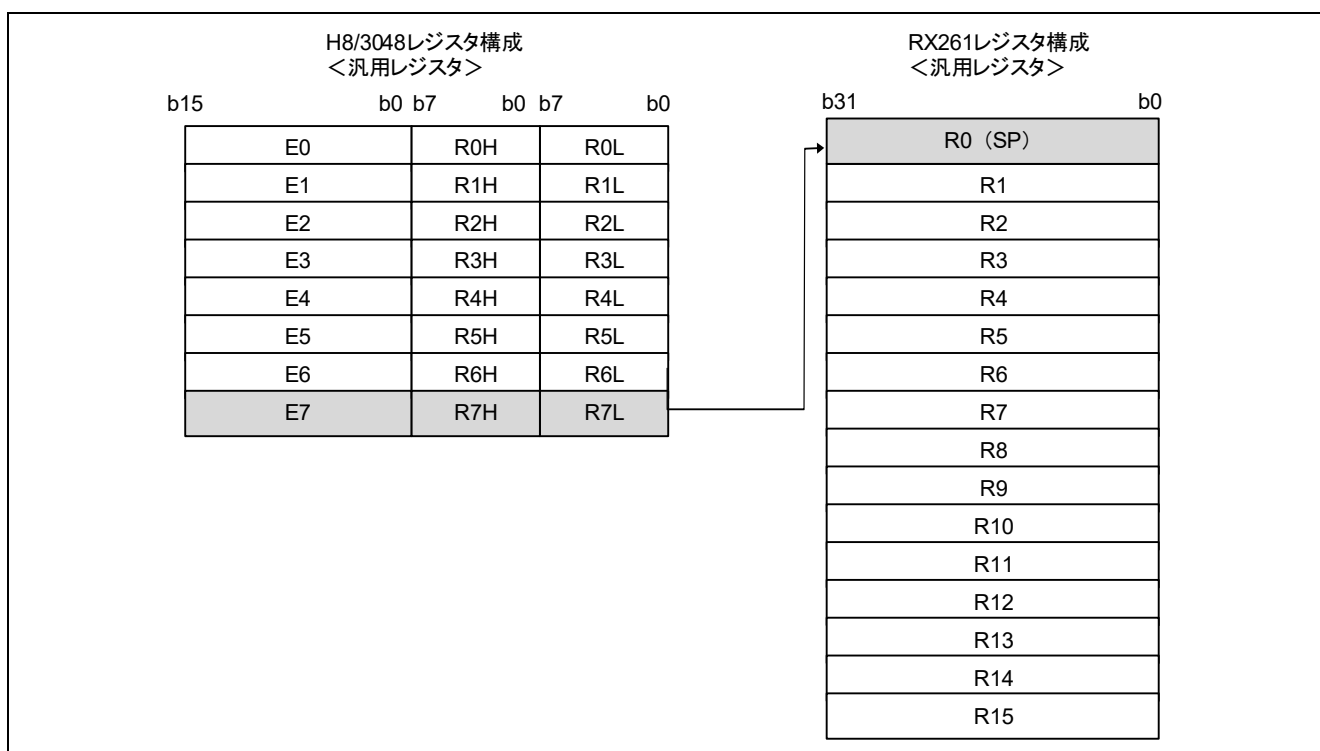 H8/3048レジスタ構成
＜汎用レジスタ＞
b15 b0 b7 b0 b7 b0
E0 R0H R0L
E1 R1H R1L
E2 R2H R2L
E3 R3H R3L
E4 R4H R4L
E5 R5H R5L
E6 R6H R6L
E7 R7H R7L
RX261レジスタ構成
＜汎用レジスタ＞
b31 b0
R0（SP）
R1
R2
R3
R4
R5
R6
R7
R8
R9
R10
R11
R12
R13
R14
R15